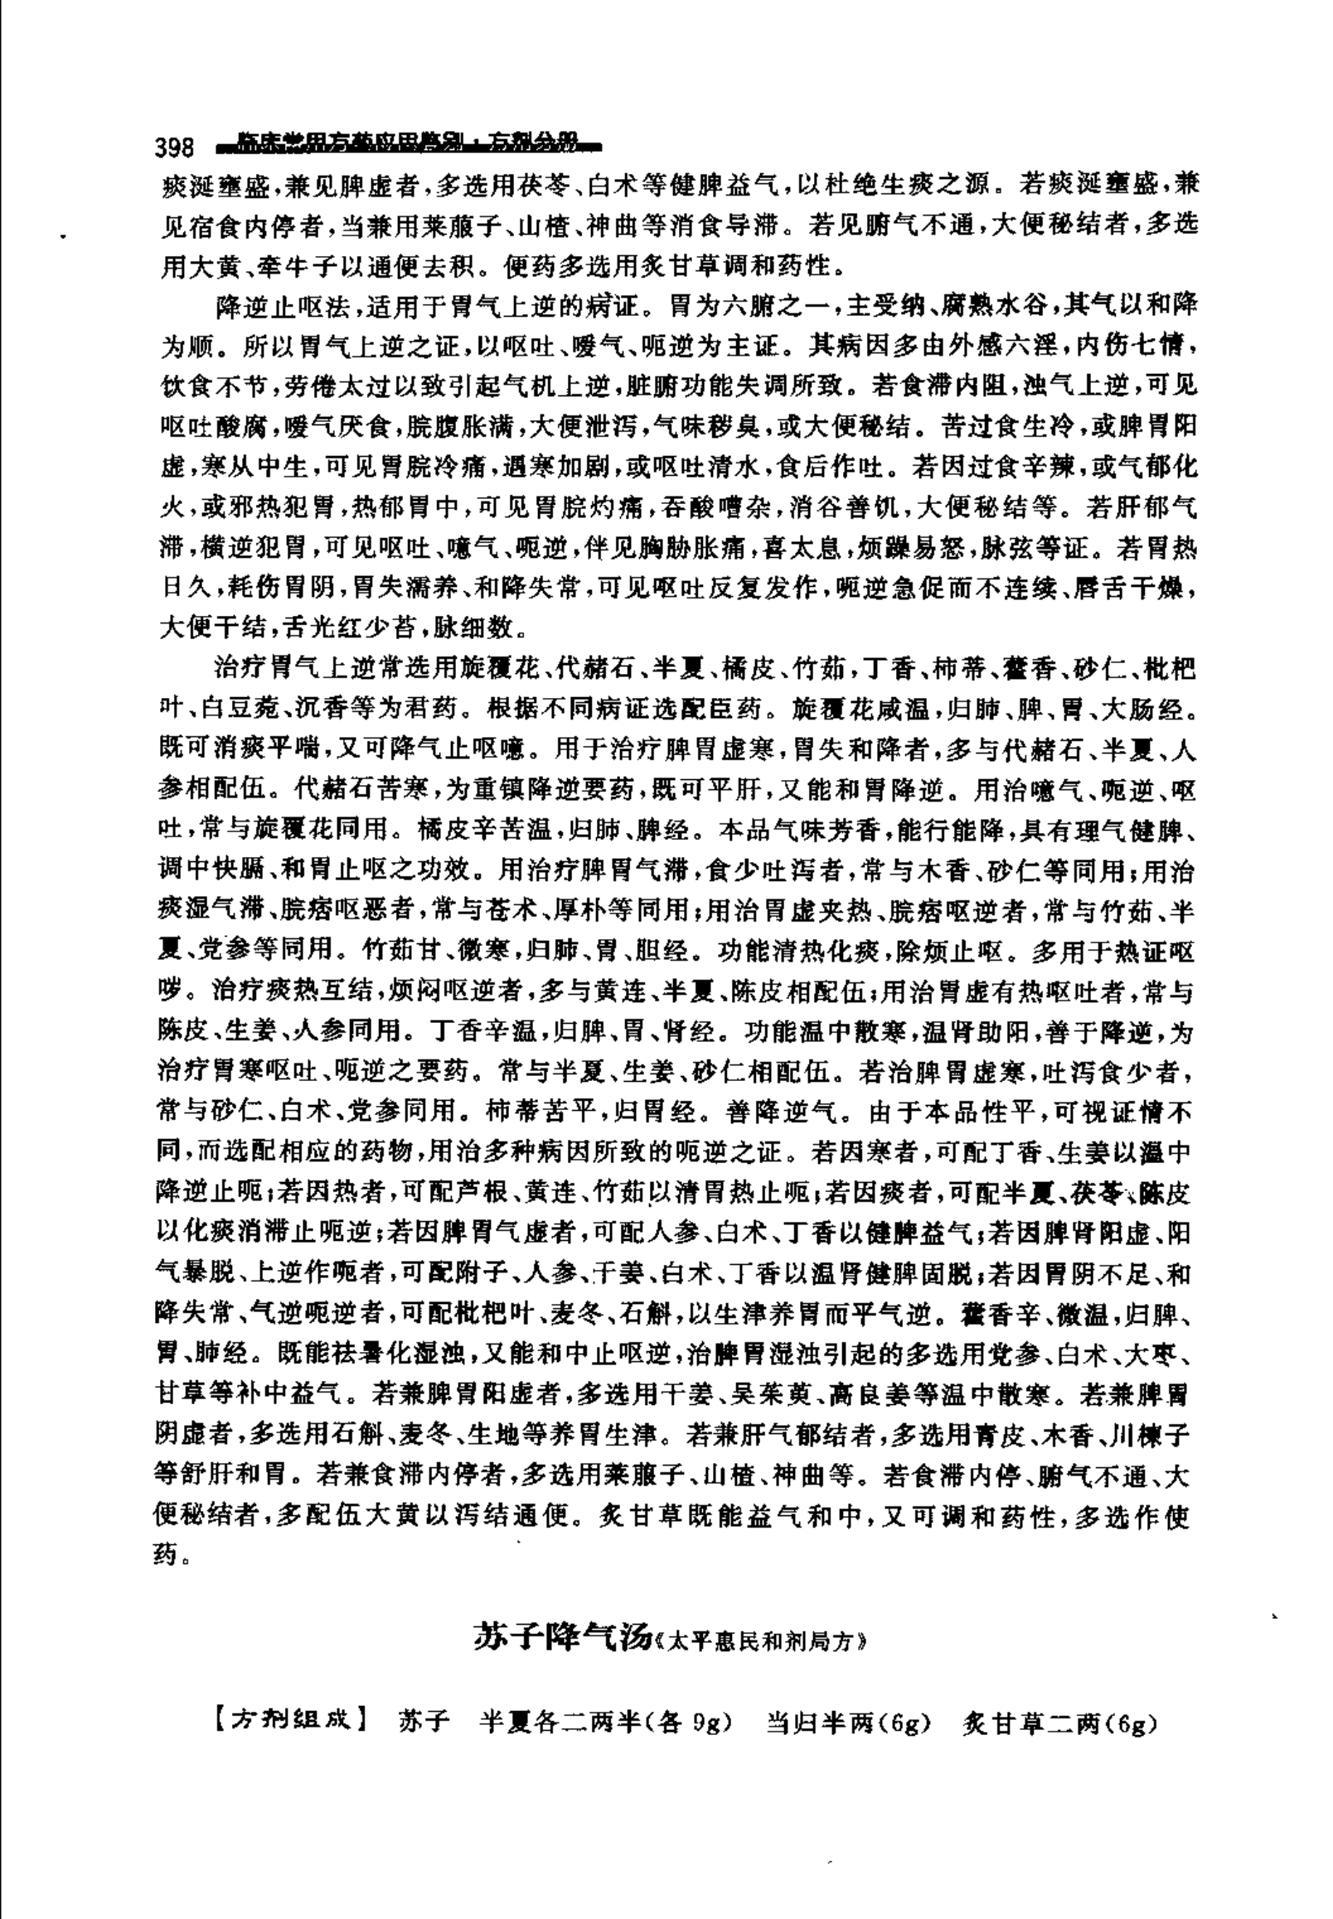 398 临床常用方药应用鉴别·方剂分册
痰涎壅盛,兼见脾虚者,多选用茯苓、白术等健脾益气,以杜绝生痰之源。若痰涎壅盛,兼
见宿食内停者,当兼用莱菔子、山楂、神曲等消食导滞。若见腑气不通,大便秘结者,多选
用大黄、牵牛子以通便去积。便药多选用炙甘草调和药性。
降逆止呕法,适用于胃气上逆的病证。胃为六腑之一,主受纳、腐熟水谷,其气以和降
为顺。所以胃气上逆之证,以呕吐、嗳气、呃逆为主证。其病因多由外感六淫,内伤七情,
饮食不节,劳倦太过以致引起气机上逆,脏腑功能失调所致。若食滞内阻,浊气上逆,可见
呕吐酸腐,嗳气厌食,脘腹胀满,大便泄泻,气味秽臭,或大便秘结。苦过食生冷,或脾胃阳
虚,寒从中生,可见胃脘冷痛,遇寒加剧,或呕吐清水,食后作吐。若因过食辛辣,或气郁化
火,或邪热犯胃,热郁胃中,可见胃脘灼痛,吞酸嘈杂,消谷善饥,大便秘结等。若肝郁气
滞,横逆犯胃,可见呕吐、噫气、呃逆,伴见胸胁胀痛,喜太息,烦躁易怒,脉弦等证。若胃热
日久,耗伤胃阴,胃失濡养、和降失常,可见呕吐反复发作,呃逆急促而不连续、唇舌干燥,
大便干结,舌光红少苔,脉细数。
治疗胃气上逆常选用旋覆花、代赭石、半夏、橘皮、竹茹,丁香、柿蒂、藿香、砂仁、枇杷
叶、白豆蔻、沉香等为君药。根据不同病证选配臣药。旋覆花咸温,归肺、脾、胃、大肠经。
既可消痰平喘,又可降气止呕噫。用于治疗脾胃虚寒,胃失和降者,多与代赭石、半夏、人
参相配伍。代赭石苦寒,为重镇降逆要药,既可平肝,又能和胃降逆。用治噫气、呃逆、呕
吐,常与旋覆花同用。橘皮辛苦温,归肺、脾经。本品气味芳香,能行能降,具有理气健脾、
调中快膈、和胃止呕之功效。用治疗脾胃气滞,食少吐泻者,常与木香、砂仁等同用;用治
痰湿气滞、脘痞呕恶者,常与苍术、厚朴等同用;用治胃虚夹热、脘痞呕逆者,常与竹茹、半
夏、党参等同用。竹茹甘、微寒,归肺、胃、胆经。功能清热化痰,除烦止呕。多用于热证呕
哕。治疗痰热互结,烦闷呕逆者,多与黄连、半夏、陈皮相配伍;用治胃虚有热呕吐者,常与
陈皮、生姜、人参同用。丁香辛温,归脾、胃、肾经。功能温中散寒,温肾助阳,善于降逆,为
治疗胃寒呕吐、呃逆之要药。常与半夏、生姜、砂仁相配伍。若治脾胃虚寒,吐泻食少者,
常与砂仁、白术、党参同用。柿蒂苦平,归胃经。善降逆气。由于本品性平,可视证情不
同,而选配相应的药物,用治多种病因所致的呃逆之证。若因寒者,可配丁香、生姜以温中
降逆止呃;若因热者,可配芦根、黄连、竹茹以清胃热止呃;若因痰者,可配半夏、茯苓、陈皮
以化痰消滞止呃逆;若因脾胃气虚者,可配人参、白术、丁香以健脾益气;若因脾肾阳虚、阳
气暴脱、上逆作呃者,可配附子、人参、干姜、白术、丁香以温肾健脾固脱;若因胃阴不足、和
降失常、气逆呃逆者,可配枇杷叶、麦冬、石斛,以生津养胃而平气逆。藿香辛、微温,归脾、
胃、肺经。既能祛暑化湿浊,又能和中止呕逆,治脾胃湿浊引起的多选用党参、白术、大枣、
甘草等补中益气。若兼脾胃阳虚者,多选用干姜、吴茱萸、高良姜等温中散寒。若兼脾胃
阴虚者,多选用石斛、麦冬、生地等养胃生津。若兼肝气郁结者,多选用青皮、木香、川楝子
等舒肝和胃。若兼食滞内停者,多选用莱菔子、山楂、神曲等。若食滞内停、腑气不通、大
便秘结者,多配伍大黄以泻结通便。炙甘草既能益气和中,又可调和药性,多选作使
药。
苏子降气汤《太平惠民和剂局方》
【方剂组成】 苏子 半夏各二两半(各 9g) 当归半两(6g) 炙甘草二两(6g)